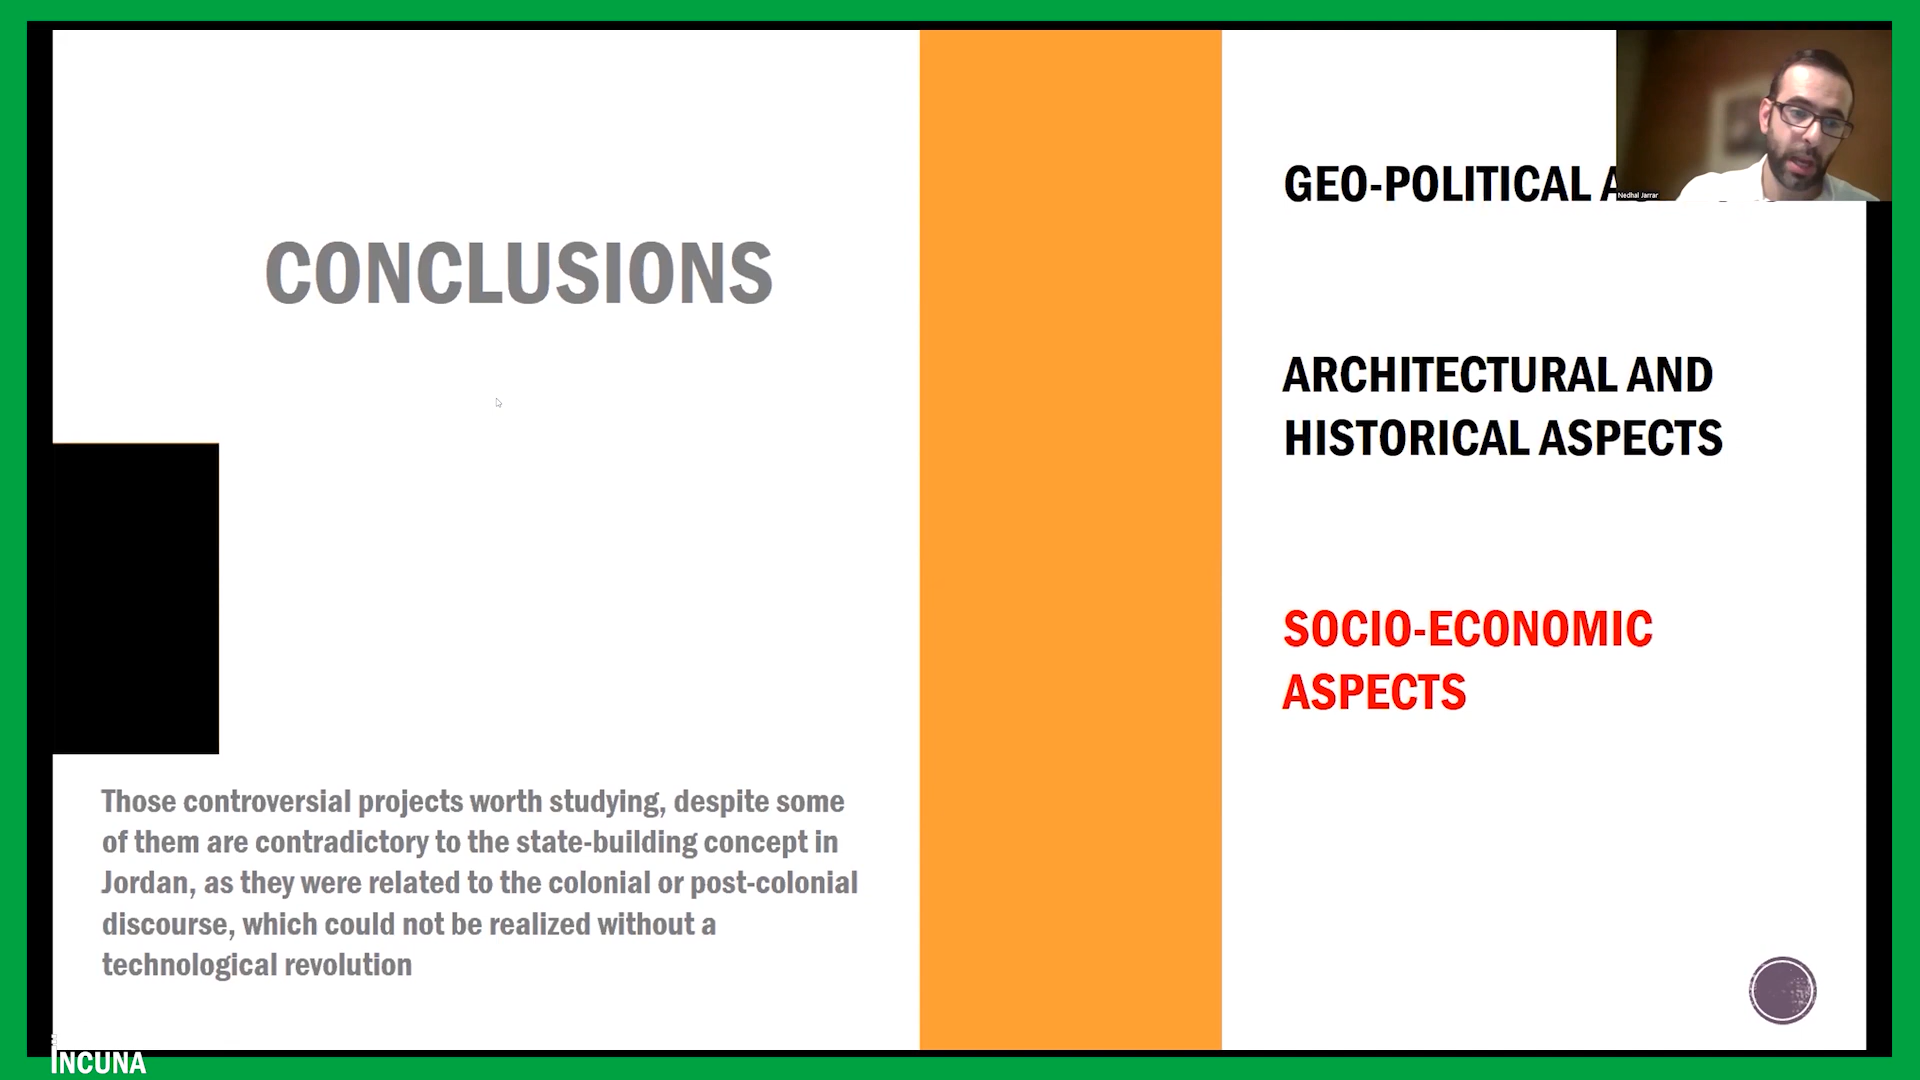 CONCLUSIONS
Those controversial projects worth studying, despite some
of them are contradictory to the state-building concept in
Jordan, as they were related to the colonial or post-colonial
discourse, which could not be realized without a
technological revolution
GEO-POLITICAL
ARCHITECTURAL AND
HISTORICAL ASPECTS
SOCIO-ECONOMIC
ASPECTS
Nedhal Jarrar
INCUNA